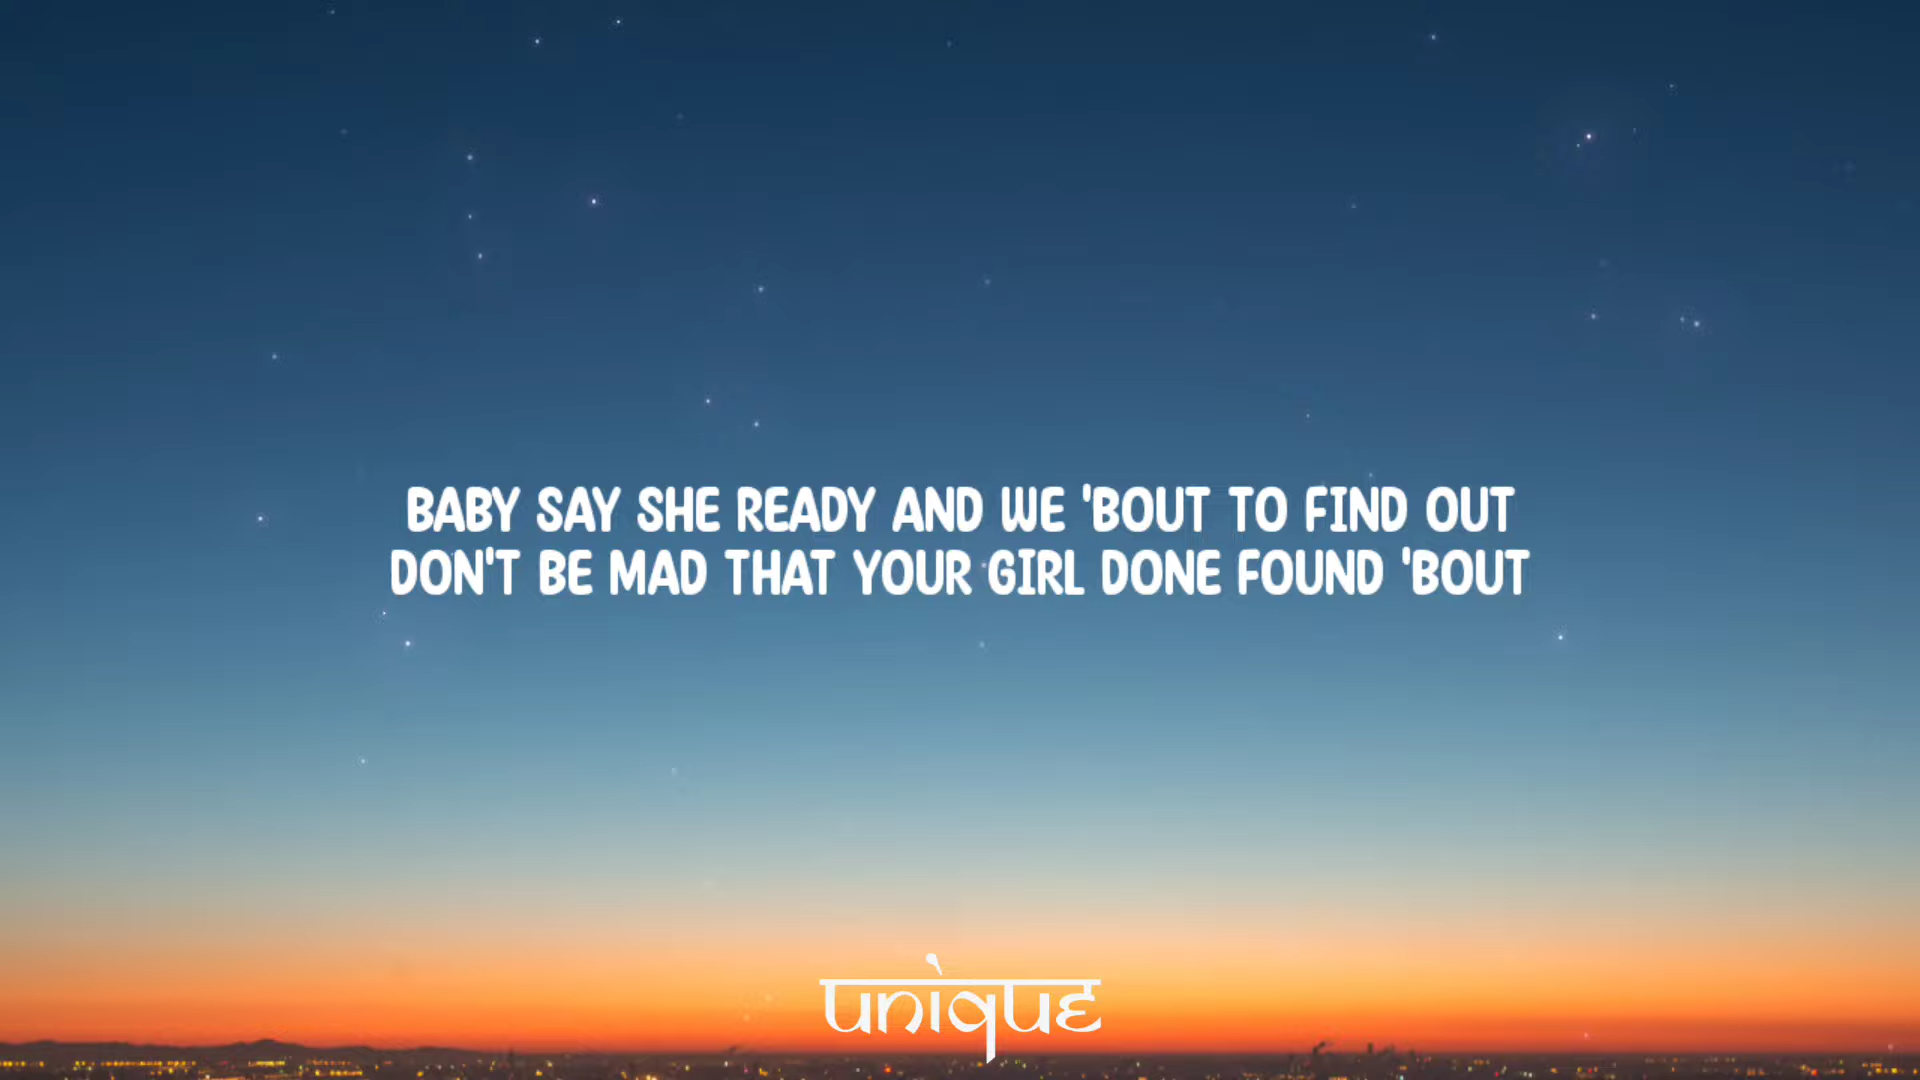 BABY SAY SHE READY AND WE 'BOUT TO FIND OUT
DON'T BE MAD THAT YOUR GIRL DONE FOUND 'BOUT
UNIQUE